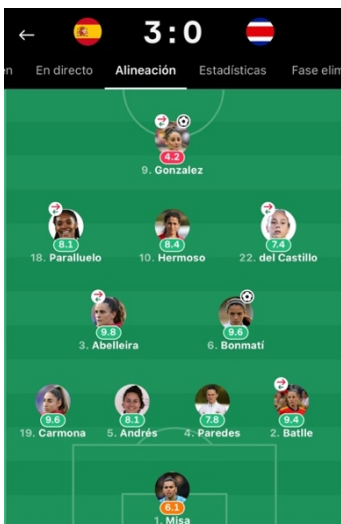 3:0
en En directo Alineación Estadísticas Fase elim
4.2
9. Gonzalez
8.1 8.4 7.4
18. Paralluelo 10. Hermoso 22. del Castillo
9.8 9.6
3. Abelleira 6. Bonmatí
9.6 8.1 7.8 9.4
19. Carmona 5. Andrés 4. Paredes 2. Batlle
6.1
1. Misa